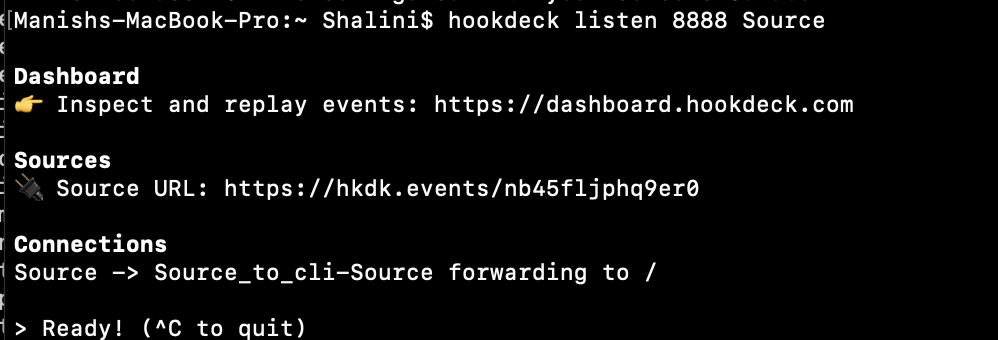 [Manishs-MacBook-Pro:~ Shalini$ hookdeck listen 8888 Source
Dashboard
👉 Inspect and replay events: https://dashboard.hookdeck.com
Sources
🔌 Source URL: https://hkdk.events/nb45fljphq9er0
Connections
Source -> Source_to_cli-Source forwarding to /
> Ready! (^C to quit)